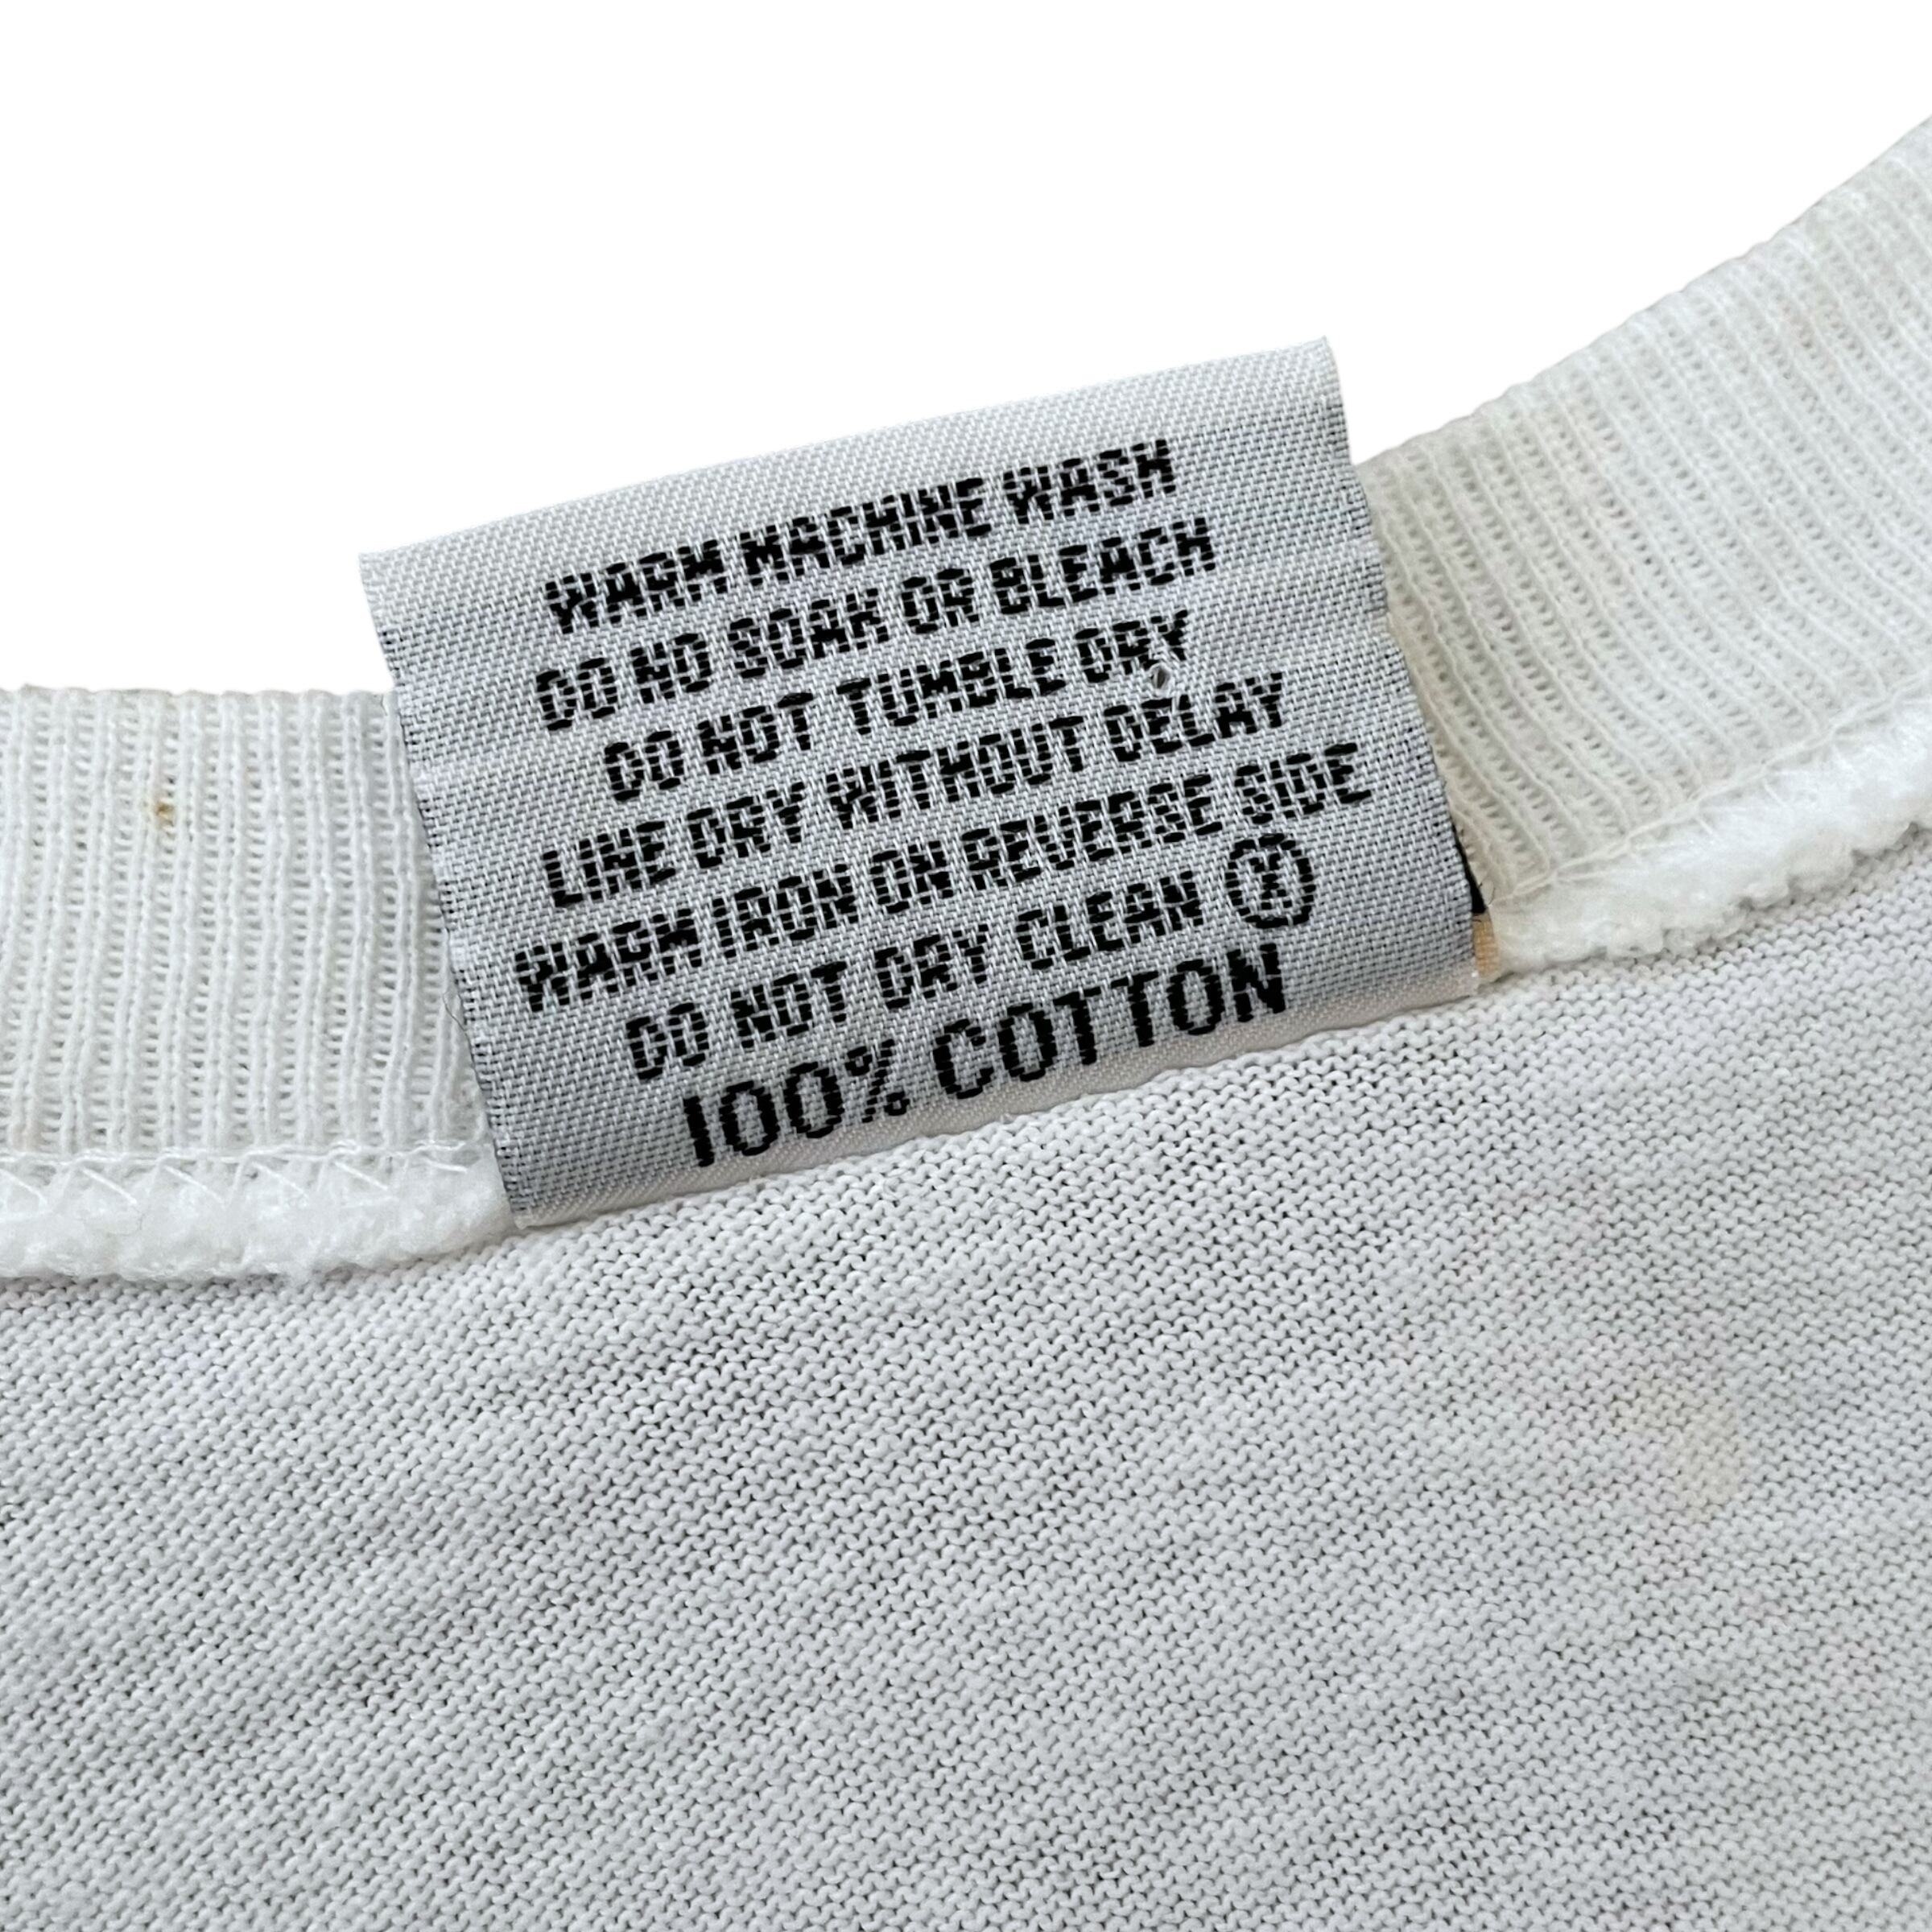 WARM MACHINE WASH
DO NO SOAK OR BLEACH
DO NOT TUMBLE DRY
LINE DRY WITHOUT DELAY
WARM IRON ON REVERSE SIDE
DO NOT DRY CLEAN Ⓧ
100% COTTON